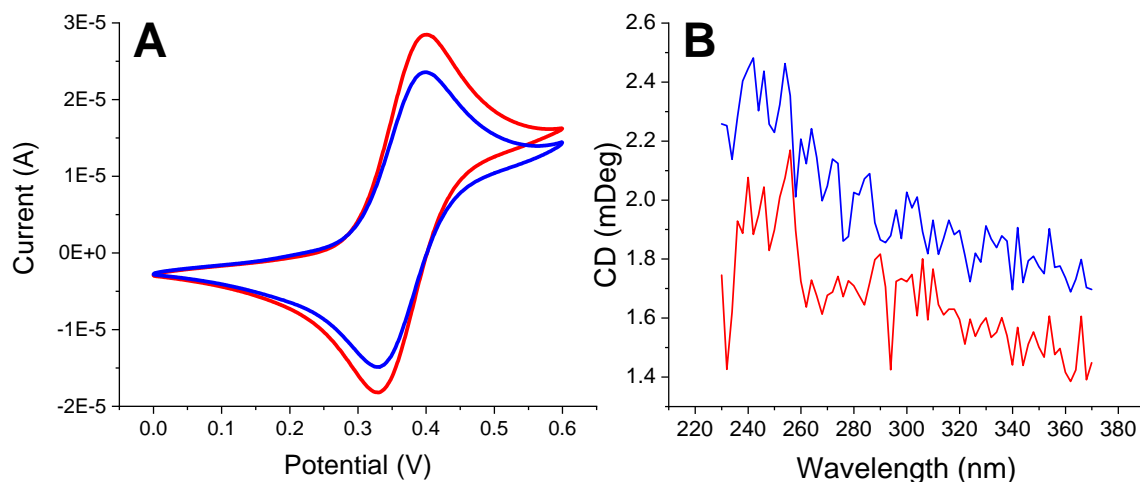 A
3E-5
2E-5
1E-5
0E+0
-1E-5
-2E-5
Current (A)
0.0 0.1 0.2 0.3 0.4 0.5 0.6
Potential (V)
B
2.6
2.4
2.2
2.0
1.8
1.6
1.4
CD (mDeg)
220 240 260 280 300 320 340 360 380
Wavelength (nm)